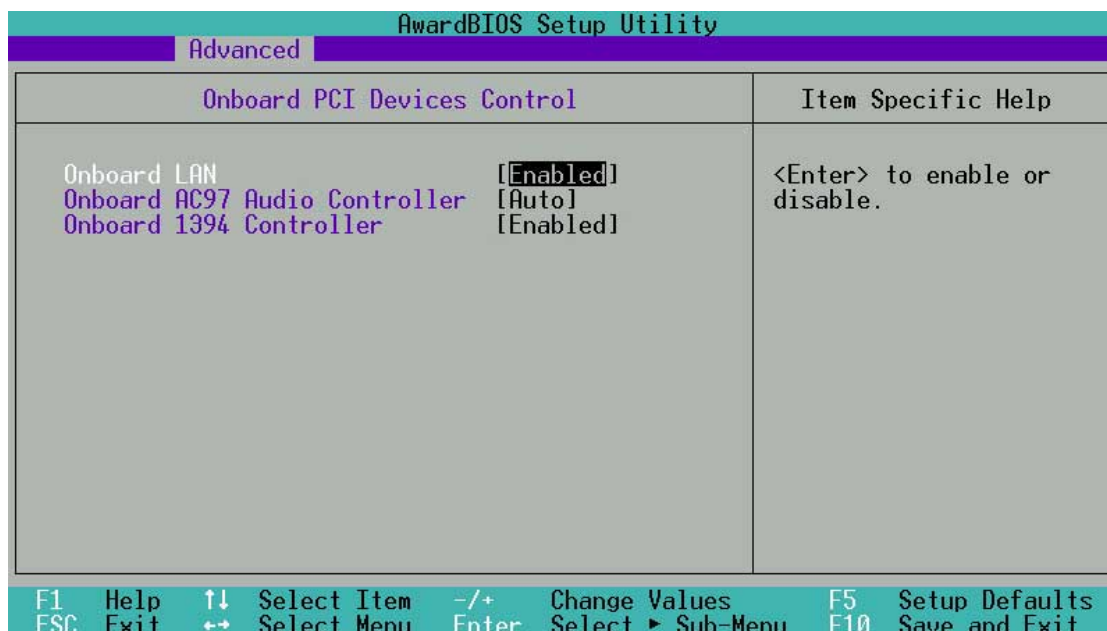 AwardBIOS Setup Utility
Advanced
Onboard PCI Devices Control
Item Specific Help
Onboard LAN [Enabled]
Onboard AC97 Audio Controller [Auto]
Onboard 1394 Controller [Enabled]
<Enter> to enable or
disable.
F1 Help ↑↓ Select Item -/+ Change Values F5 Setup Defaults
ESC Exit ←→ Select Menu Enter Select ► Sub-Menu F10 Save and Exit